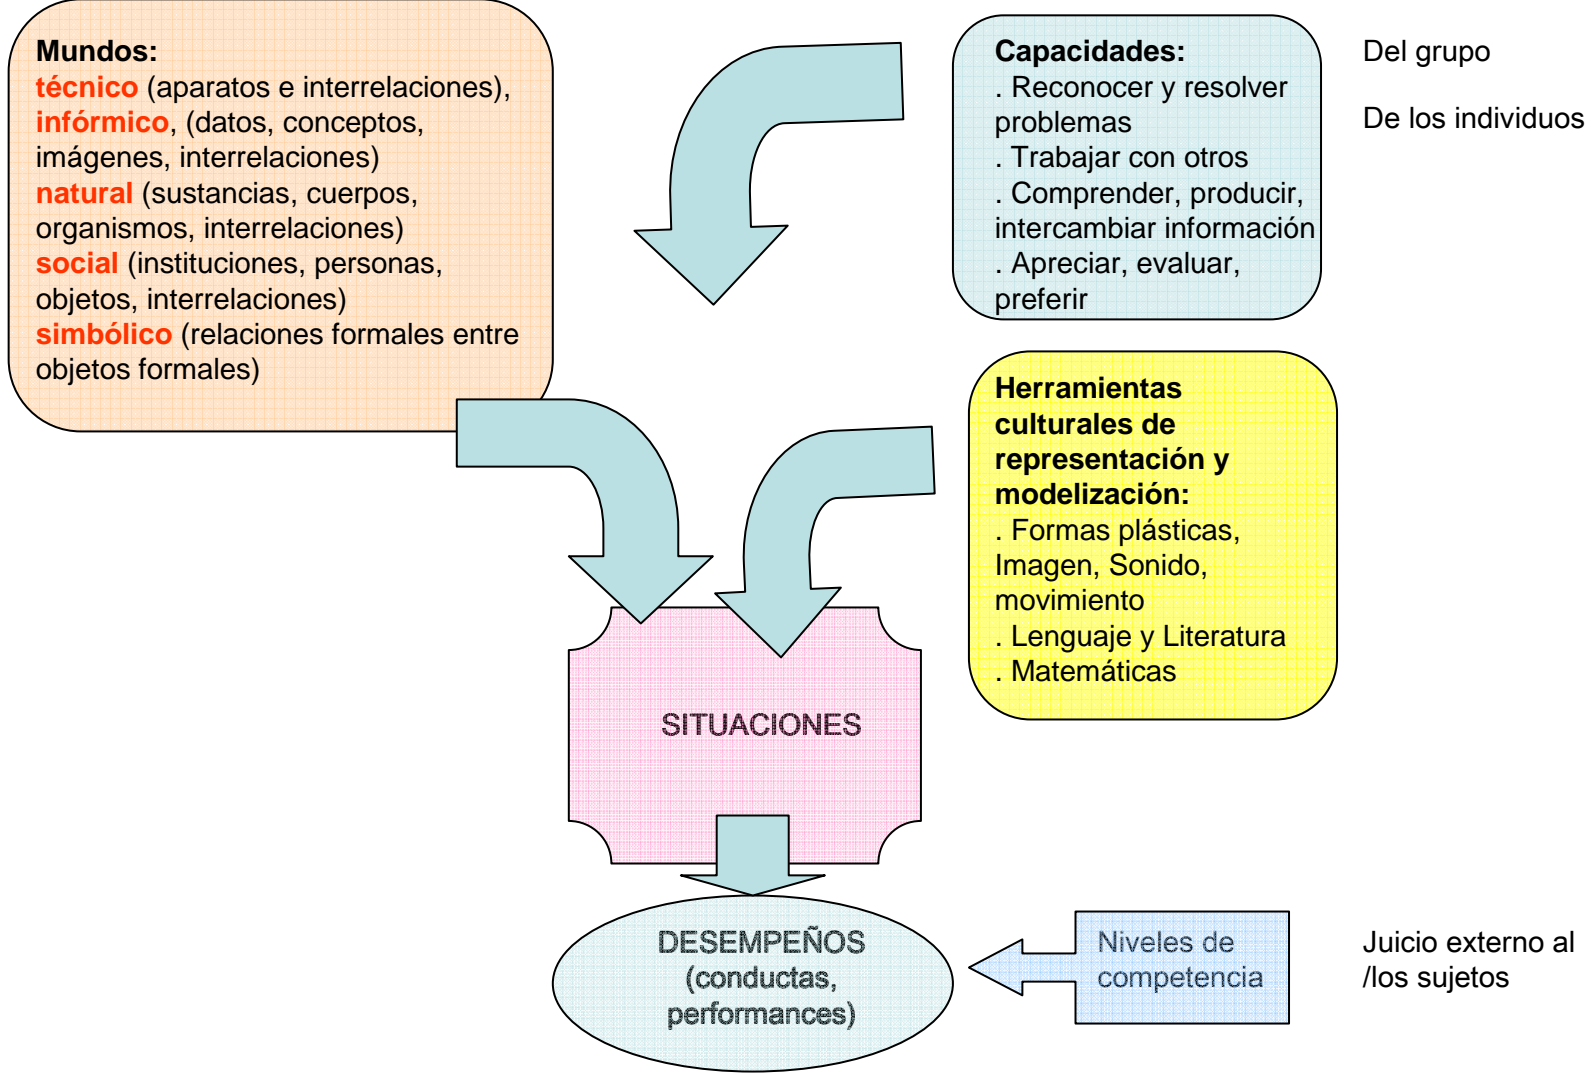 Mundos:
técnico (aparatos e interrelaciones),
infórmico, (datos, conceptos,
imágenes, interrelaciones)
natural (sustancias, cuerpos,
organismos, interrelaciones)
social (instituciones, personas,
objetos, interrelaciones)
simbólico (relaciones formales entre
objetos formales)
Capacidades:
. Reconocer y resolver
problemas
. Trabajar con otros
. Comprender, producir,
intercambiar información
. Apreciar, evaluar,
preferir
Del grupo
De los individuos
Herramientas
culturales de
representación y
modelización:
. Formas plásticas,
Imagen, Sonido,
movimiento
. Lenguaje y Literatura
. Matemáticas
SITUACIONES
DESEMPEÑOS
(conductas,
performances)
Niveles de
competencia
Juicio externo al
/los sujetos